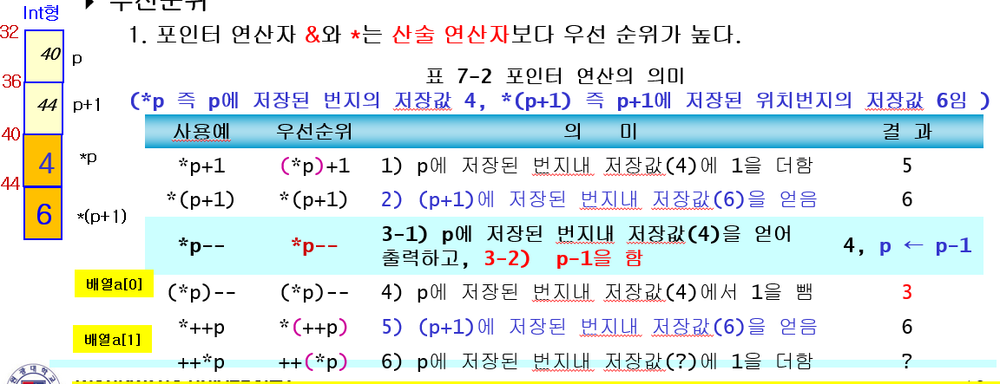 ▶ 우선순위
Int형
1. 포인터 연산자 &와 *는 산술 연산자보다 우선 순위가 높다.
32
40 p
36
44 p+1
40
4 *p
44
6 *(p+1)
배열a[0]
배열a[1]
표 7-2 포인터 연산의 의미
(*p 즉 p에 저장된 번지의 저장값 4, *(p+1) 즉 p+1에 저장된 위치번지의 저장값 6임 )
사용예 우선순위 의 미 결 과
*p+1 (*p)+1 1) p에 저장된 번지내 저장값(4)에 1을 더함 5
*(p+1) *(p+1) 2) (p+1)에 저장된 번지내 저장값(6)을 얻음 6
*p-- *p-- 3-1) p에 저장된 번지내 저장값(4)을 얻어
출력하고, 3-2) p-1을 함 4, p ← p-1
(*p)-- (*p)-- 4) p에 저장된 번지내 저장값(4)에서 1을 뺌 3
*++p *(++p) 5) (p+1)에 저장된 번지내 저장값(6)을 얻음 6
++*p ++(*p) 6) p에 저장된 번지내 저장값(?)에 1을 더함 ?